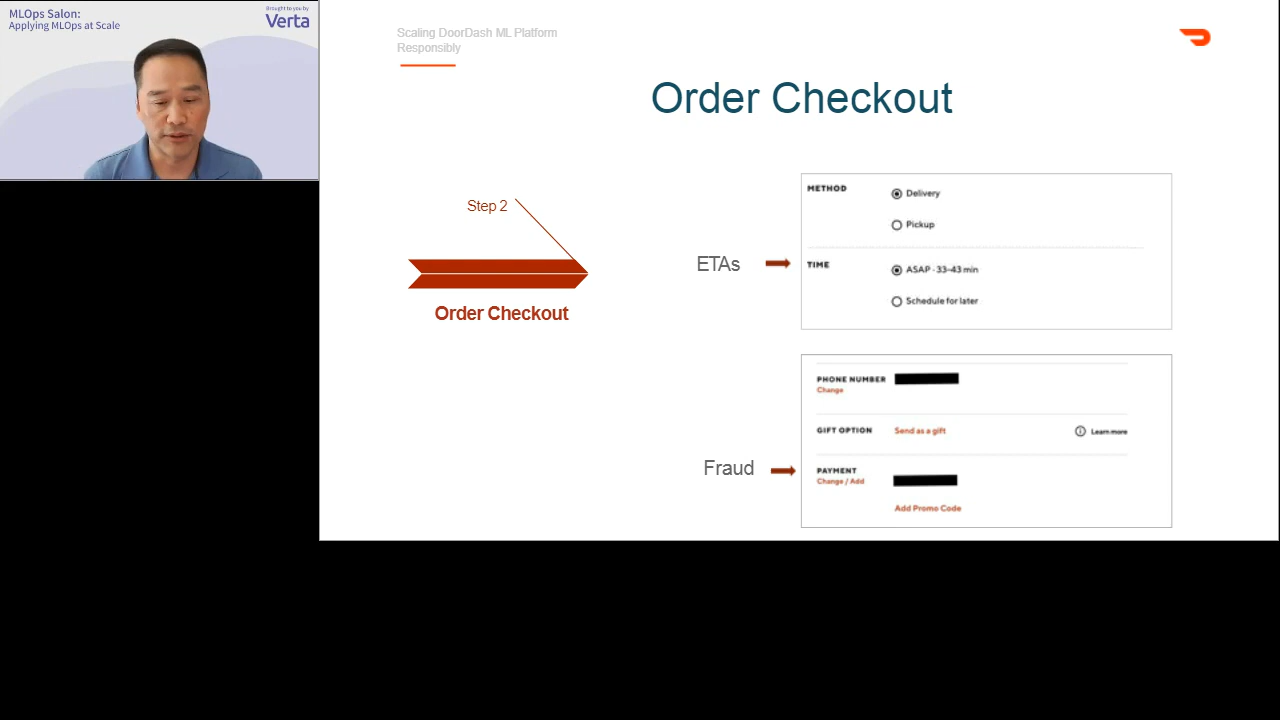 MLOps Salon:
Applying MLOps at Scale
Brought to you by
Verta
Scaling DoorDash ML Platform
Responsibly
Order Checkout
Step 2
Order Checkout
ETAs
METHOD
Delivery
Pickup
TIME
ASAP · 33–43 min
Schedule for later
Fraud
PHONE NUMBER
Change
GIFT OPTION
Send as a gift
Learn more
PAYMENT
Change / Add
Add Promo Code